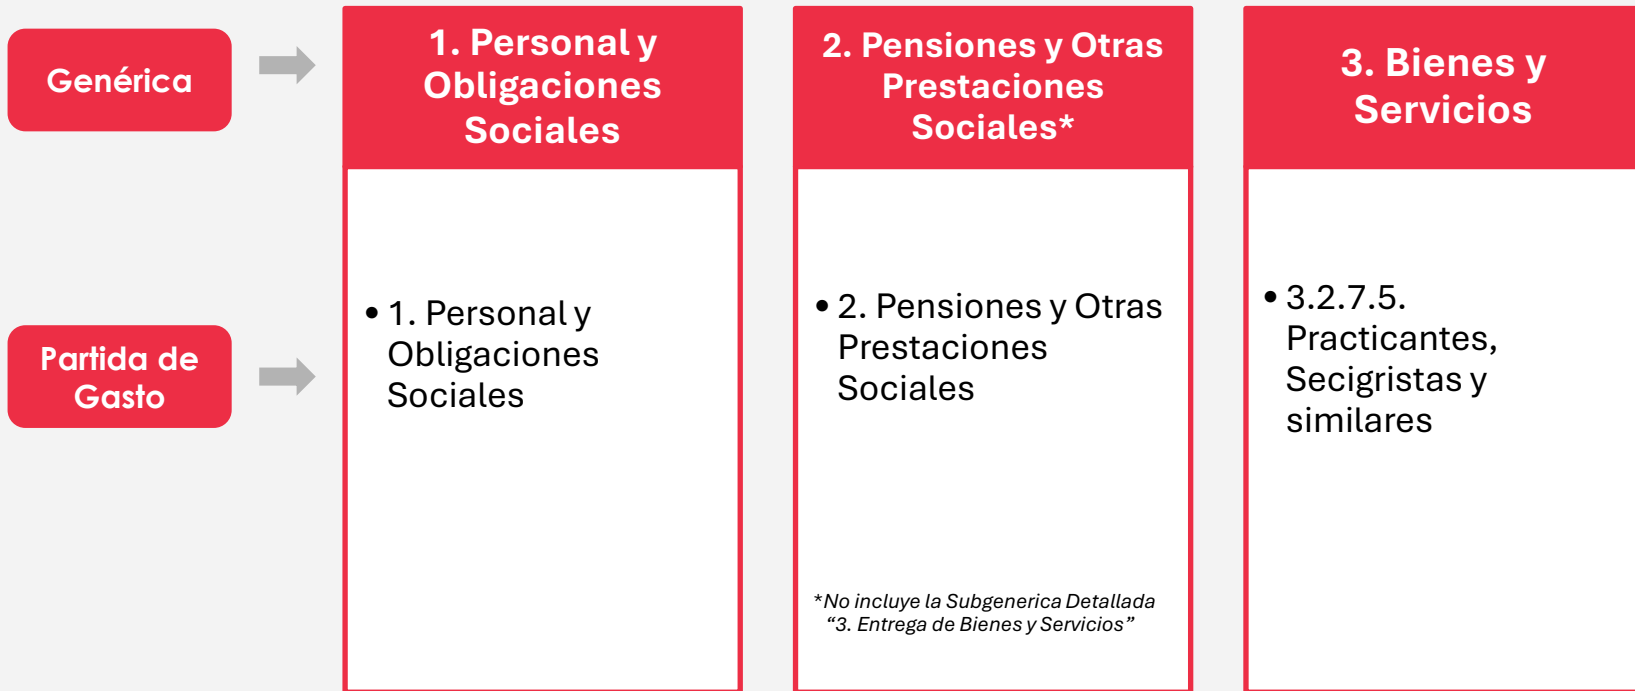 Genérica
1. Personal y
Obligaciones
Sociales
2. Pensiones y Otras
Prestaciones
Sociales*
3. Bienes y
Servicios
Partida de
Gasto
• 1. Personal y
Obligaciones
Sociales
• 2. Pensiones y Otras
Prestaciones
Sociales
*No incluye la Subgenerica Detallada
“3. Entrega de Bienes y Servicios”
• 3.2.7.5.
Practicantes,
Secigristas y
similares